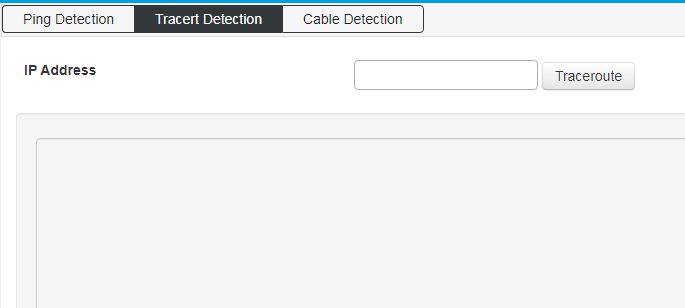 Ping Detection Tracert Detection Cable Detection
IP Address Traceroute